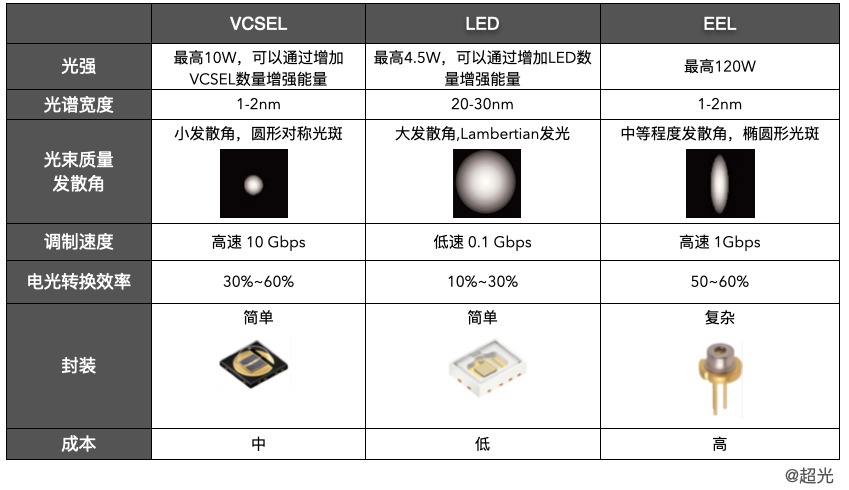 VCSEL LED EEL
光强 最高10W，可以通过增加 最高4.5W，可以通过增加LED数 最高120W
VCSEL数量增强能量 量增强能量
光谱宽度 1-2nm 20-30nm 1-2nm
光束质量 小发散角，圆形对称光斑 大发散角,Lambertian发光 中等程度发散角，椭圆形光斑
发散角
调制速度 高速 10 Gbps 低速 0.1 Gbps 高速 1Gbps
电光转换效率 30%~60% 10%~30% 50~60%
封装 简单 简单 复杂
成本 中 低 高
@超光